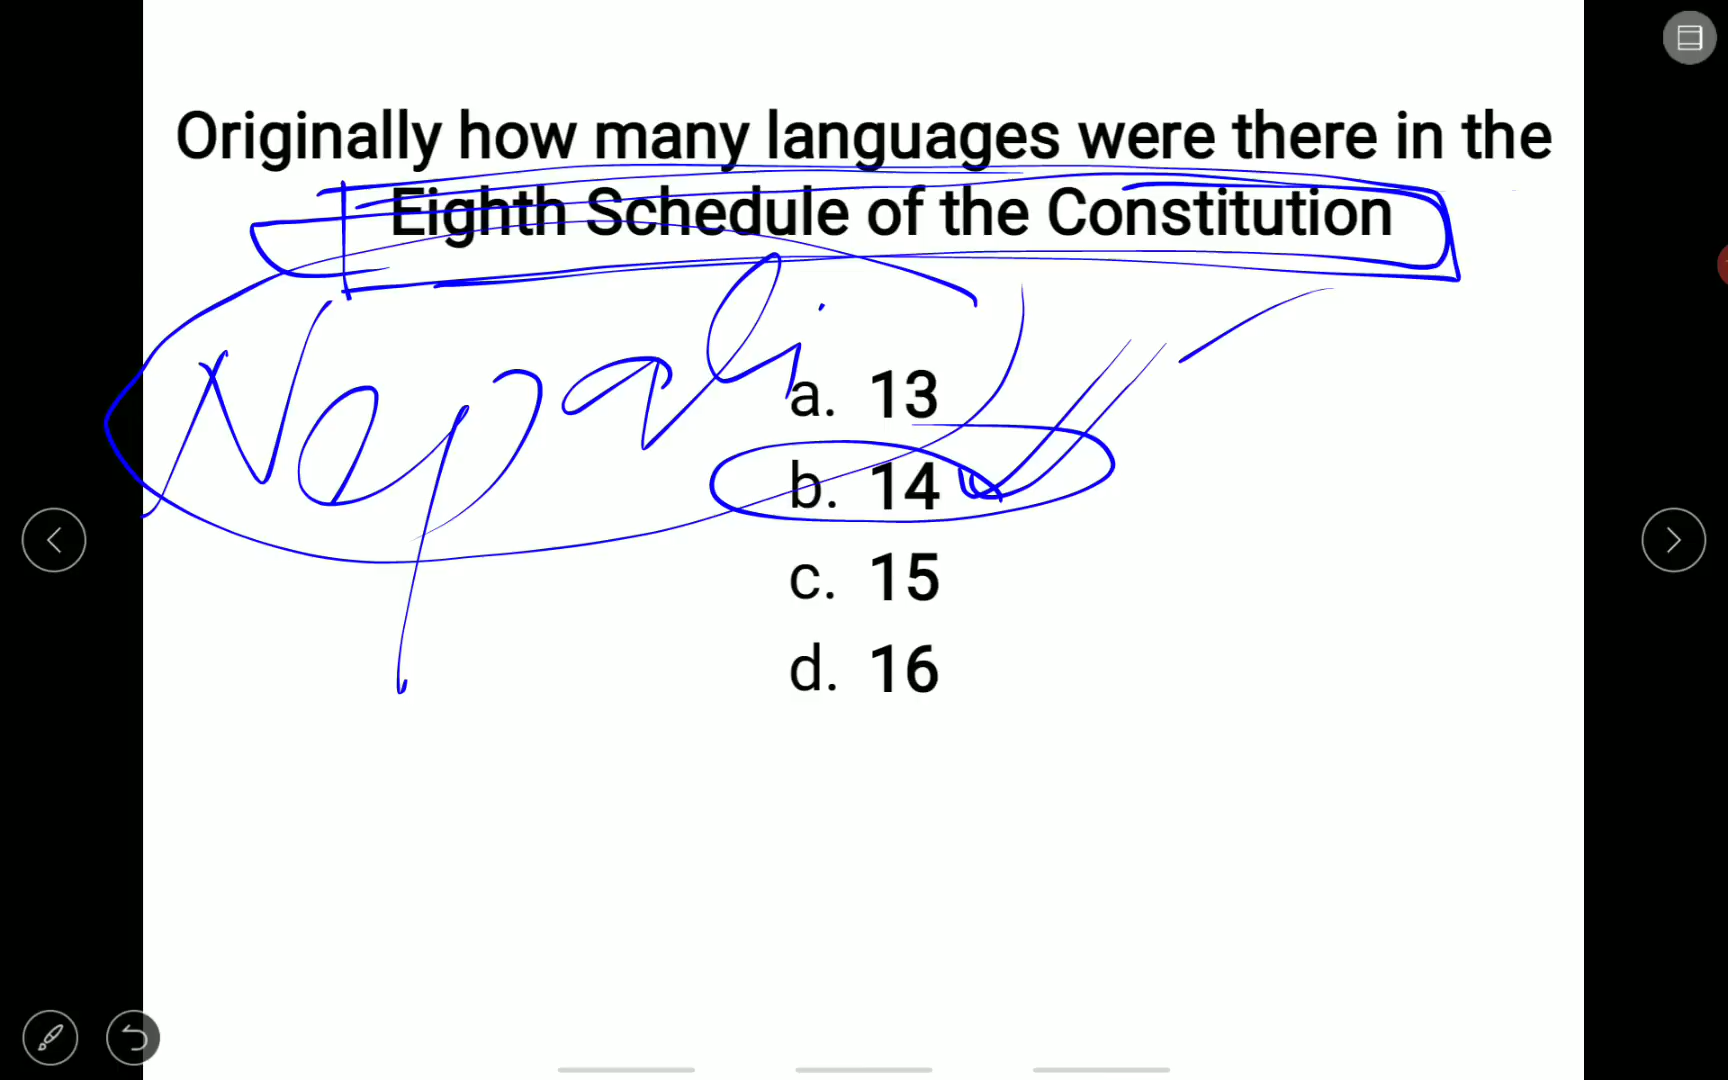 Originally how many languages were there in the
Eighth Schedule of the Constitution
Nepali
a. 13
b. 14
c. 15
d. 16